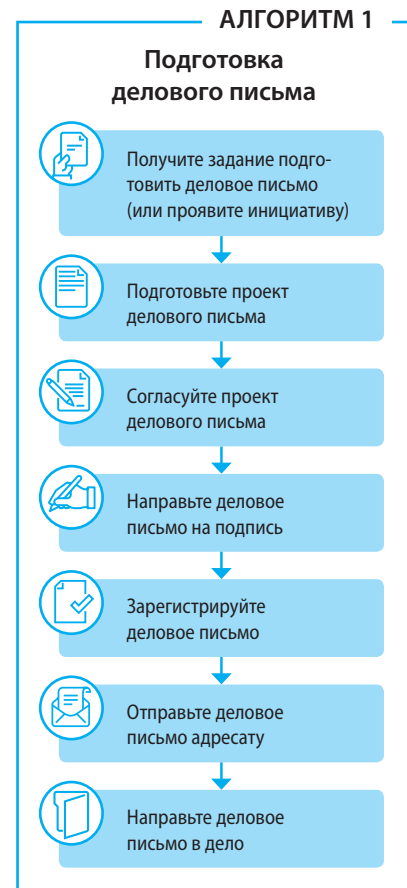 АЛГОРИТМ 1
Подготовка
делового письма
Получите задание подго-
товить деловое письмо
(или проявите инициативу)
Подготовьте проект
делового письма
Согласуйте проект
делового письма
Направьте деловое
письмо на подпись
Зарегистрируйте
деловое письмо
Отправьте деловое
письмо адресату
Направьте деловое
письмо в дело